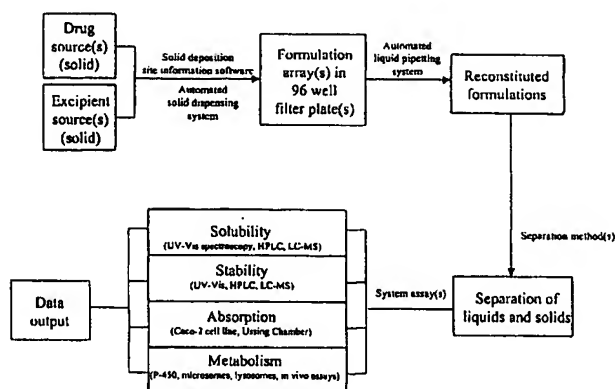 Drug
source(s)
(solid)
Excipient
source(s)
(solid)
Solid deposition
site information software
Automated
solid dispensing
system
Formulation
array(s) in
96 well
filter plate(s)
Automated
liquid pipetting
system
Reconstituted
formulations
Separation method(s)
Separation of
liquids and solids
System assay(s)
Solubility
(UV-Vis spectroscopy, HPLC, LC-MS)
Stability
(UV-Vis, HPLC, LC-MS)
Absorption
(Caco-2 cell line, Ussing Chamber)
Metabolism
(P-450, microsomes, lysosomes, in vivo assays)
Data
output